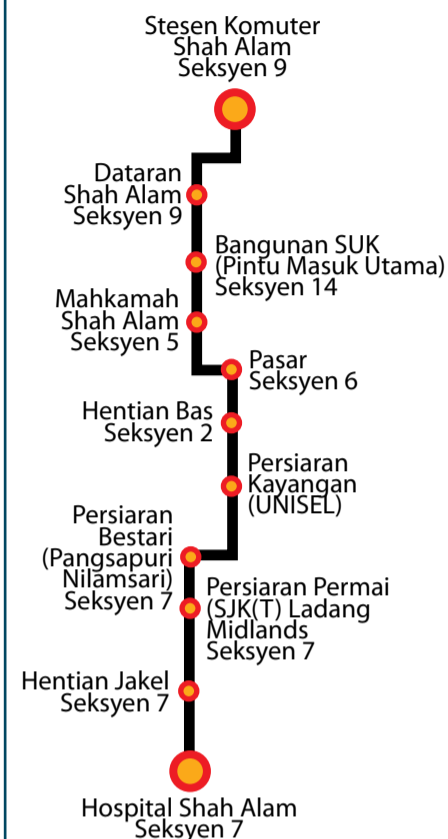 Stesen Komuter
Shah Alam
Seksyen 9
Dataran
Shah Alam
Seksyen 9
Bangunan SUK
(Pintu Masuk Utama)
Seksyen 14
Mahkamah
Shah Alam
Seksyen 5
Pasar
Seksyen 6
Hentian Bas
Seksyen 2
Persiaran
Kayangan
(UNISEL)
Persiaran
Bestari
(Pangsapuri
Nilamsari)
Seksyen 7
Persiaran Permai
(SJK(T) Ladang
Midlands
Seksyen 7
Hentian Jakel
Seksyen 7
Hospital Shah Alam
Seksyen 7